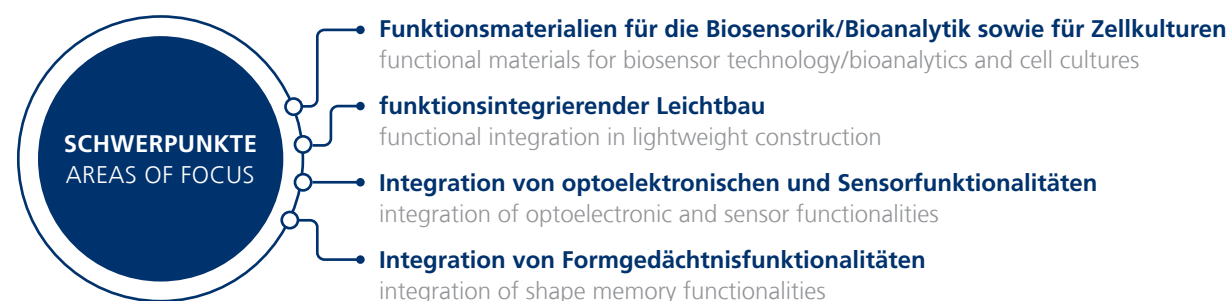 SCHWERPUNKTE
AREAS OF FOCUS
Funktionsmaterialien für die Biosensorik/Bioanalytik sowie für Zellkulturen
functional materials for biosensor technology/bioanalytics and cell cultures
funktionsintegrierender Leichtbau
functional integration in lightweight construction
Integration von optoelektronischen und Sensorfunktionalitäten
integration of optoelectronic and sensor functionalities
Integration von Formgedächtnisfunktionalitäten
integration of shape memory functionalities